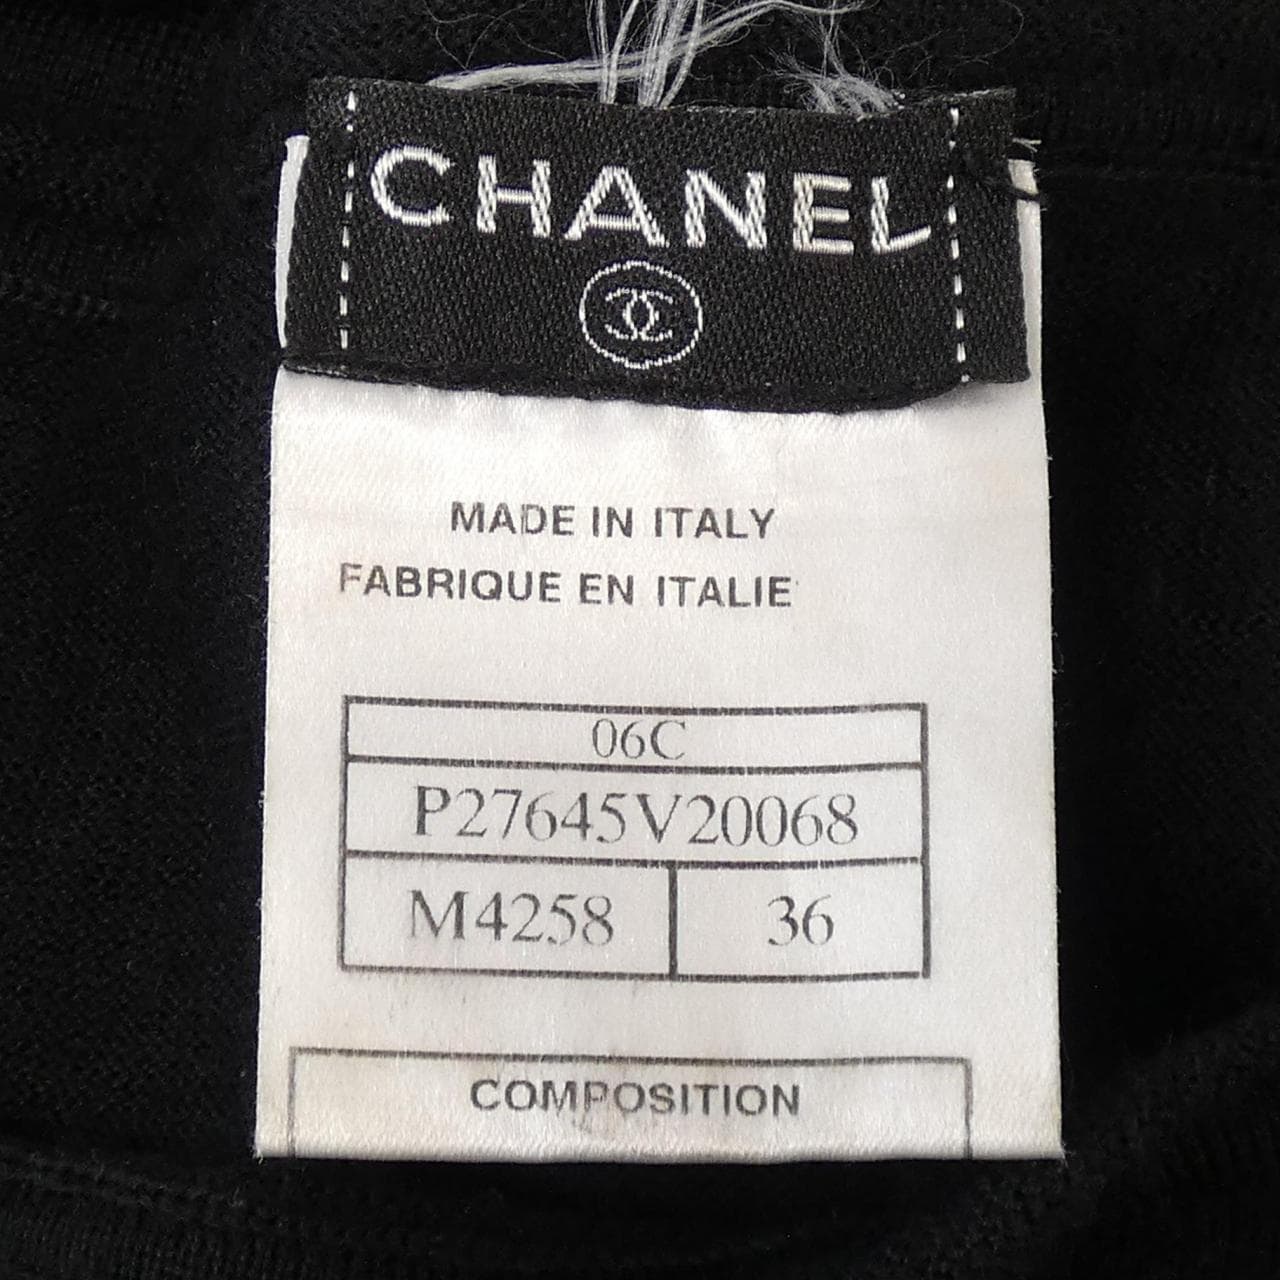 CHANEL
MADE IN ITALY
FABRIQUE EN ITALIE
06C
P27645V20068
M4258 36
COMPOSITION